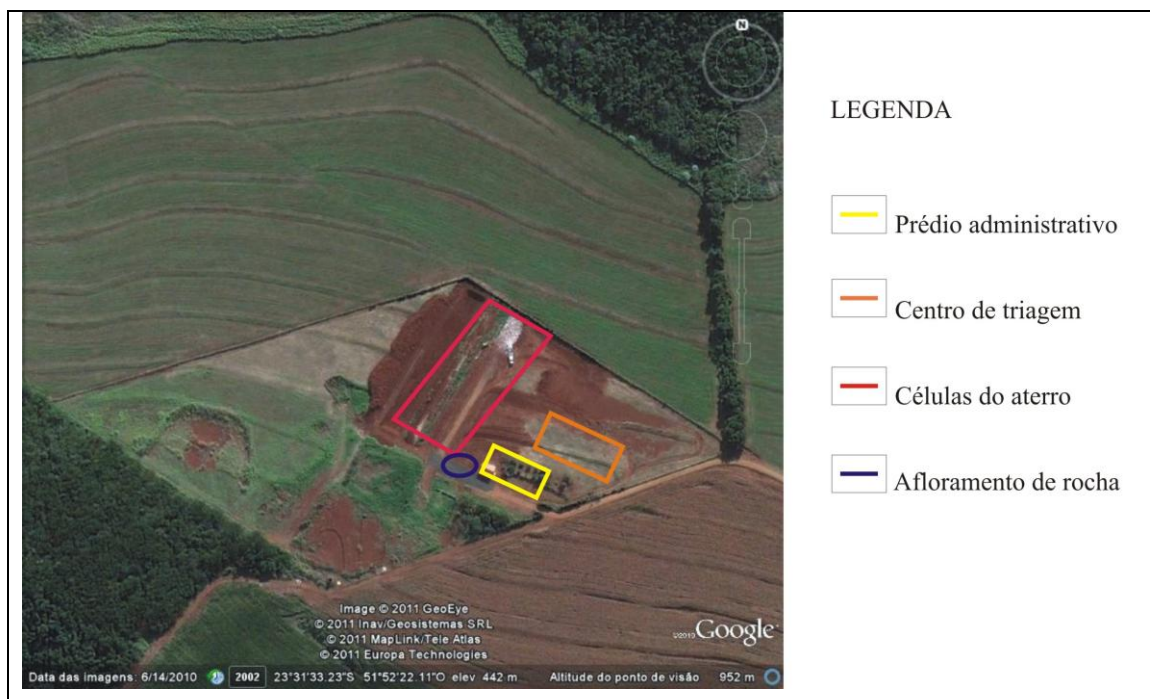 N
LEGENDA
Prédio administrativo
Centro de triagem
Células do aterro
Afloramento de rocha
Image © 2011 GeoEye
© 2011 Inav/Geosistemas SRL
© 2011 MapLink/Tele Atlas
© 2011 Europa Technologies
©2010 Google
Data das imagens: 6/14/2010 2002 23°31'33.23"S 51°52'22.11"O elev 442 m Altitude do ponto de visão 952 m